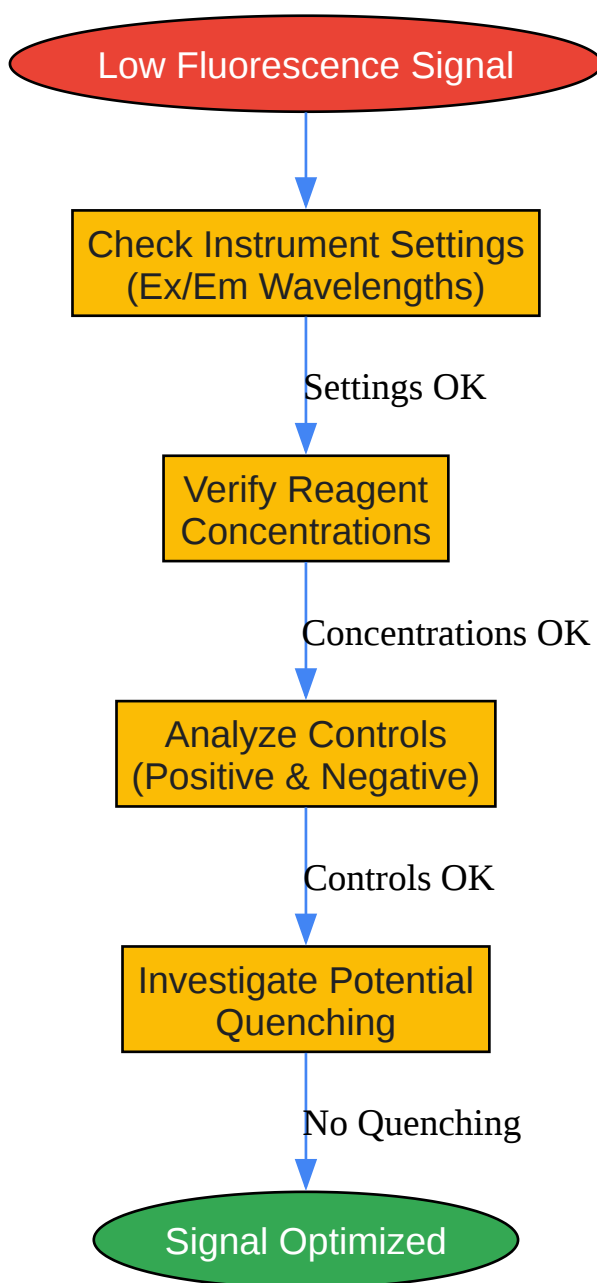 Low Fluorescence Signal
Check Instrument Settings
(Ex/Em Wavelengths)
Settings OK
Verify Reagent
Concentrations
Concentrations OK
Analyze Controls
(Positive & Negative)
Controls OK
Investigate Potential
Quenching
No Quenching
Signal Optimized